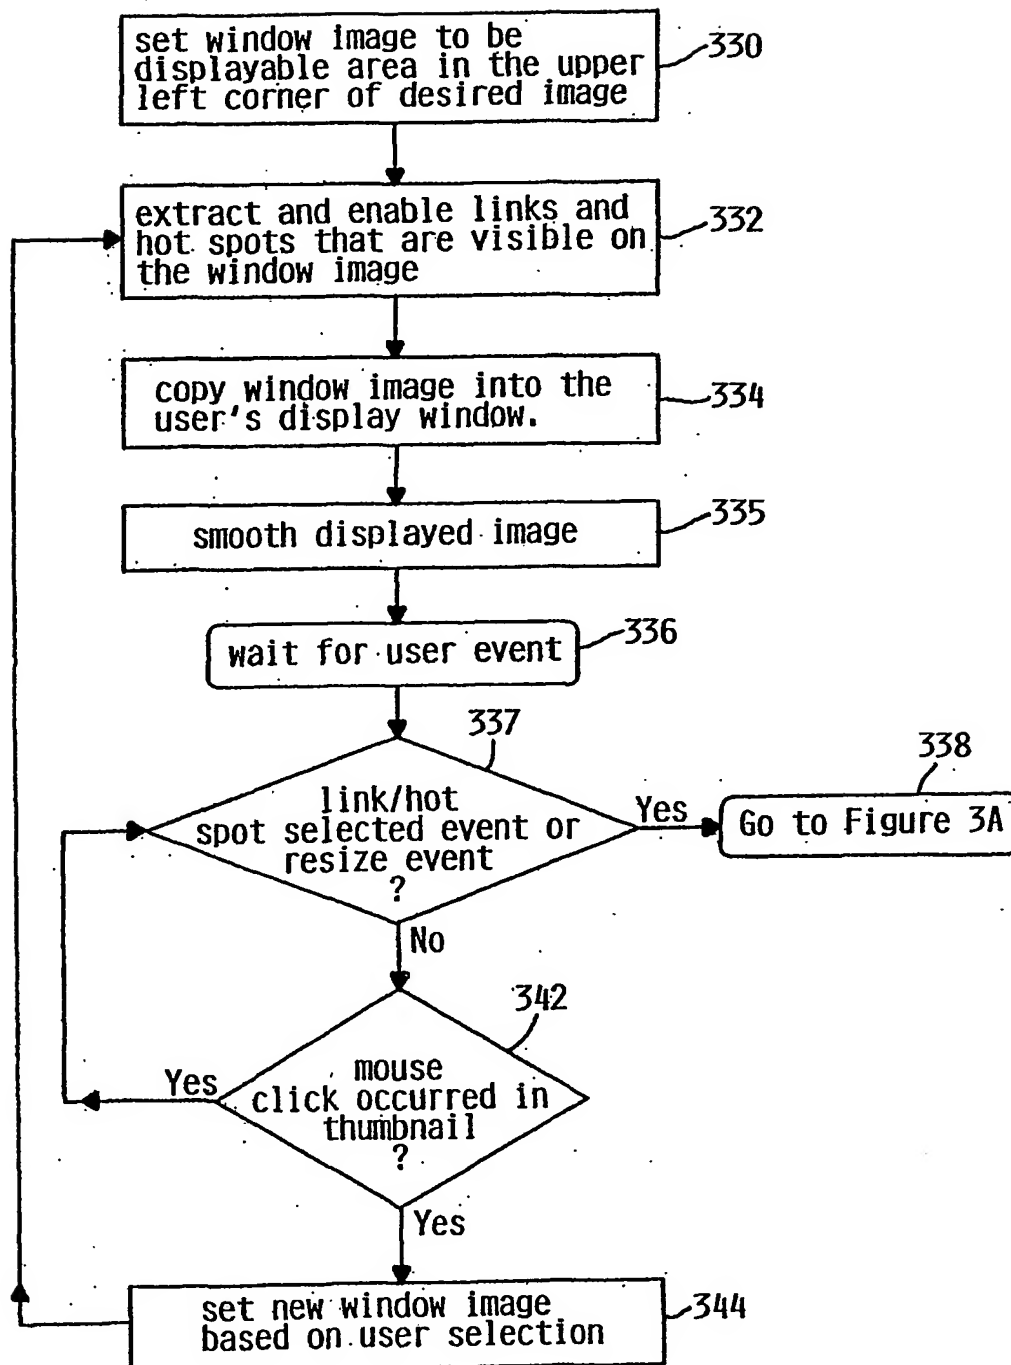 set window image to be
displayable area in the upper
left corner of desired image
330
extract and enable links and
hot spots that are visible on
the window image
332
copy window image into the
user's display window.
334
smooth displayed image
335
wait for user event
336
337
link/hot
spot selected event or
resize event
?
Yes
338
Go to Figure 3A
No
342
mouse
click occurred in
thumbnail
?
Yes
Yes
set new window image
based on user selection
344